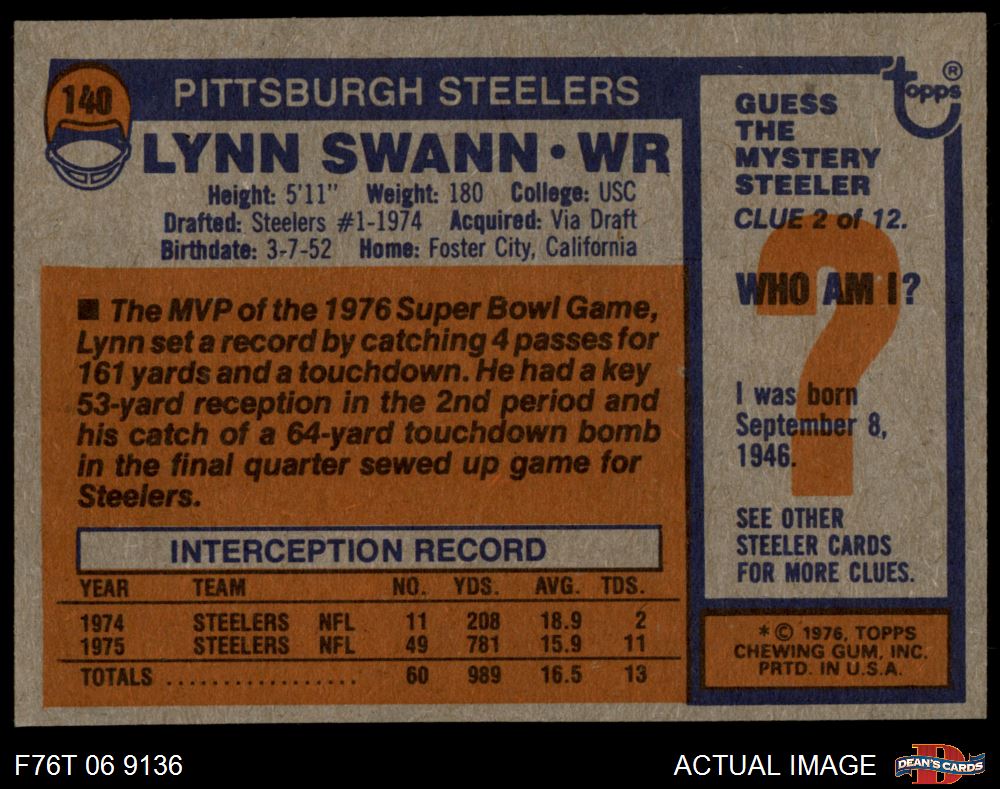 140
PITTSBURGH STEELERS
LYNN SWANN • WR
Height: 5'11" Weight: 180 College: USC
Drafted: Steelers #1-1974 Acquired: Via Draft
Birthdate: 3-7-52 Home: Foster City, California
■ The MVP of the 1976 Super Bowl Game,
Lynn set a record by catching 4 passes for
161 yards and a touchdown. He had a key
53-yard reception in the 2nd period and
his catch of a 64-yard touchdown bomb
in the final quarter sewed up game for
Steelers.
INTERCEPTION RECORD
YEAR TEAM NO. YDS. AVG. TDS.
1974 STEELERS NFL 11 208 18.9 2
1975 STEELERS NFL 49 781 15.9 11
TOTALS .................. 60 989 16.5 13
topps ®
GUESS
THE
MYSTERY
STEELER
CLUE 2 of 12.
?
WHO AM I?
I was born
September 8,
1946.
SEE OTHER
STEELER CARDS
FOR MORE CLUES.
* © 1976, TOPPS
CHEWING GUM, INC.
PRTD. IN U.S.A.
F76T 06 9136
ACTUAL IMAGE
D
DEAN'S CARDS